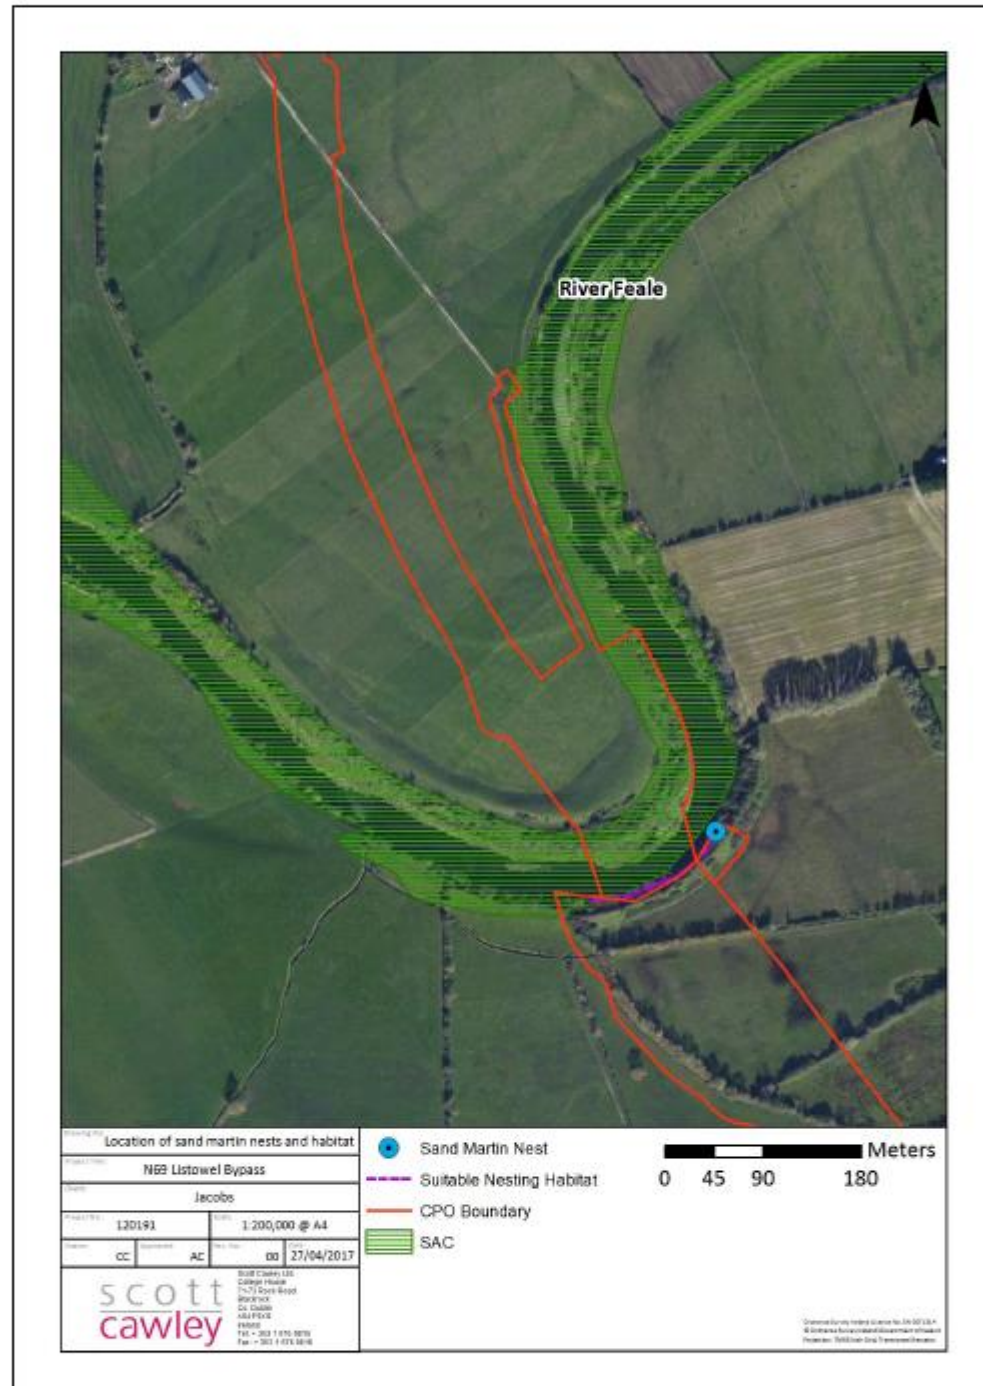 River Feale
Location of sand martin nests and habitat
N69 Listowel Bypass
Jacobs
120191
1:200,000 @ A4
CC
AC
00
27/04/2017
scott
cawley
College House
Sand Martin Nest
Suitable Nesting Habitat
CPO Boundary
SAC
Meters
0 45 90 180